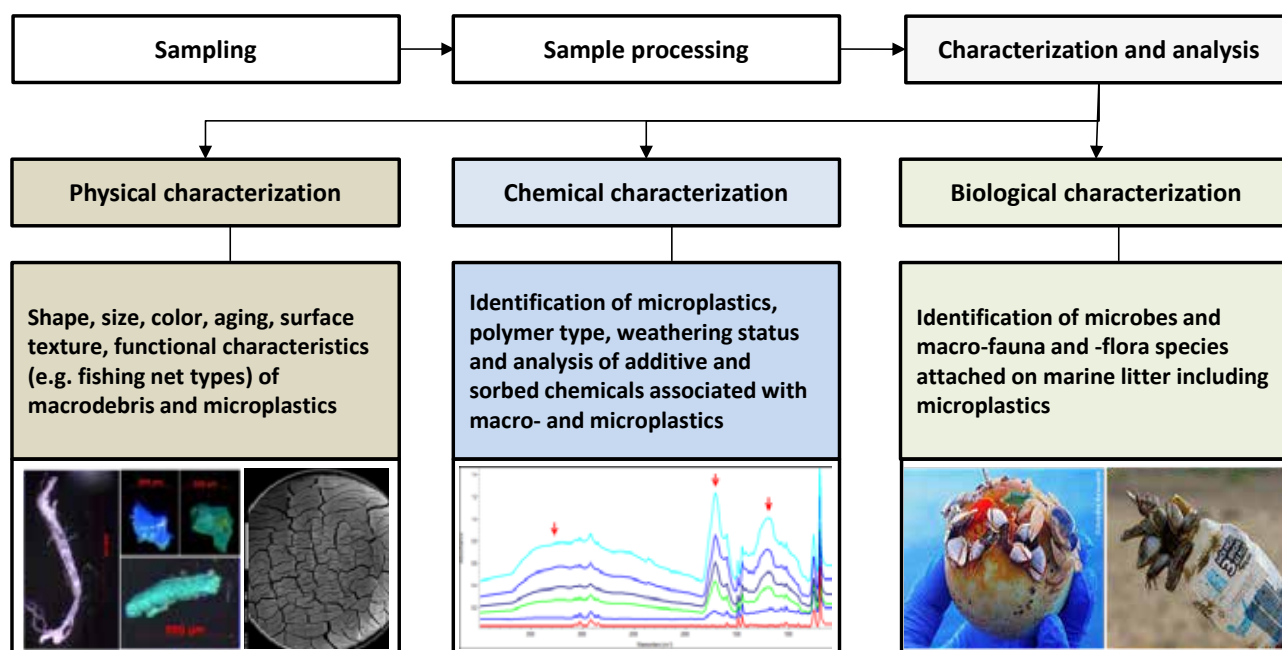 Sampling
Sample processing
Characterization and analysis
Physical characterization
Chemical characterization
Biological characterization
Shape, size, color, aging, surface
texture, functional characteristics
(e.g. fishing net types) of
macrodebris and microplastics
Identification of microplastics,
polymer type, weathering status
and analysis of additive and
sorbed chemicals associated with
macro- and microplastics
Identification of microbes and
macro-fauna and -flora species
attached on marine litter including
microplastics